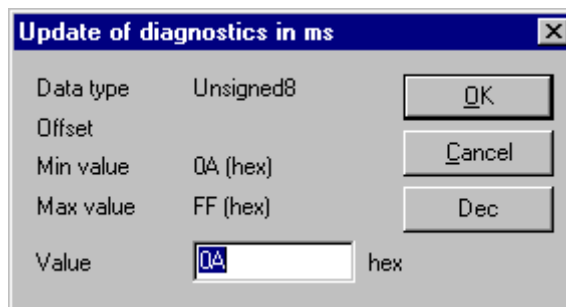 Update of diagnostics in ms
Data type Unsigned8
OK
Offset
Cancel
Min value 0A (hex)
Max value FF (hex)
Dec
Value 0A hex